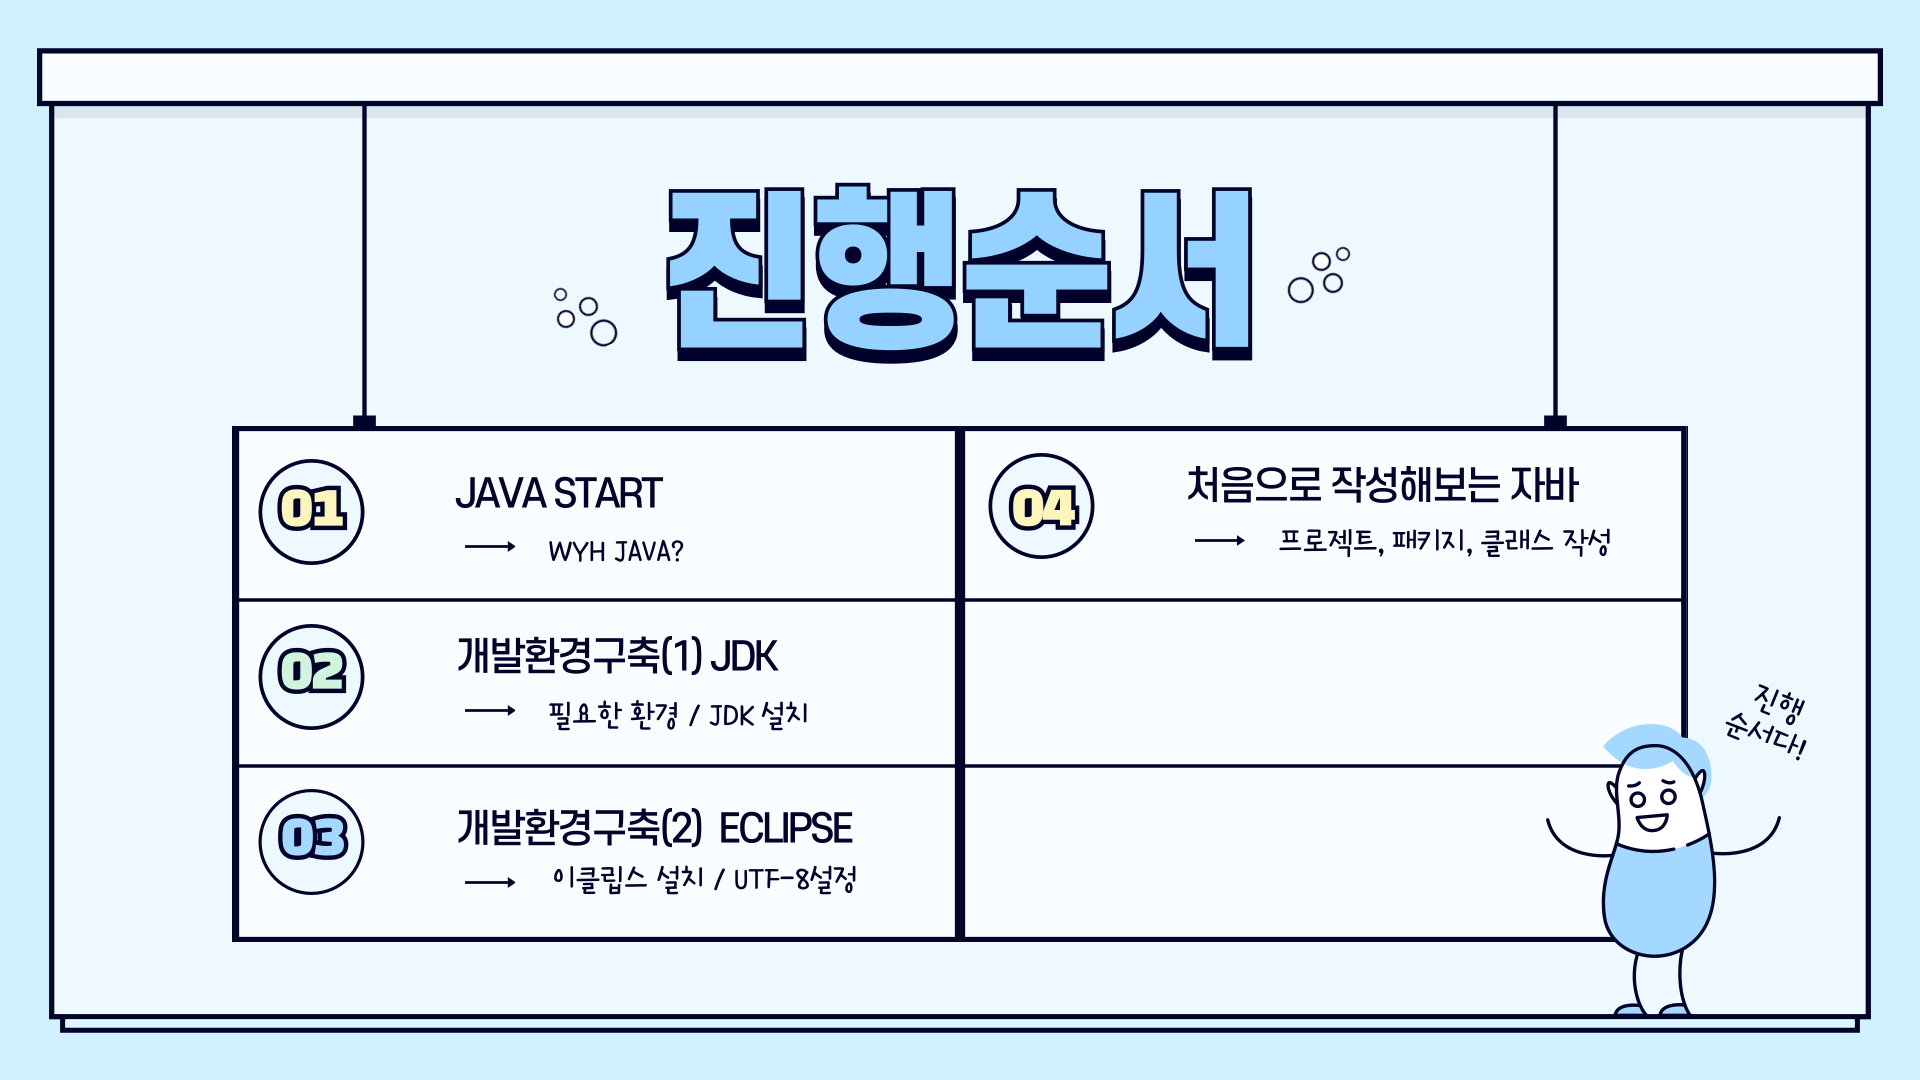 진행순서
01
JAVA START
WYH JAVA?
02
개발환경구축(1) JDK
필요한 환경 / JDK 설치
03
개발환경구축(2) ECLIPSE
이클립스 설치 / UTF-8설정
04
처음으로 작성해보는 자바
프로젝트, 패키지, 클래스 작성
진행
순서다!